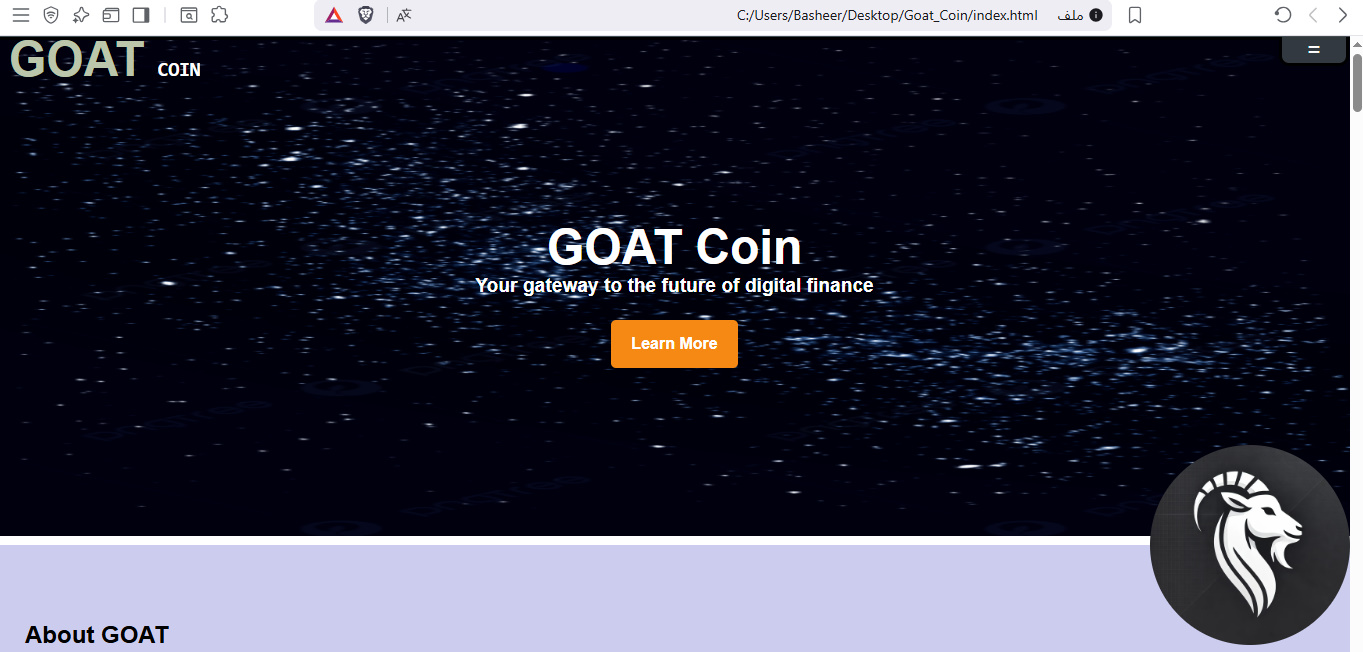 C:/Users/Basheer/Desktop/Goat_Coin/index.html ملف
GOAT COIN
=
GOAT Coin
Your gateway to the future of digital finance
Learn More
About GOAT